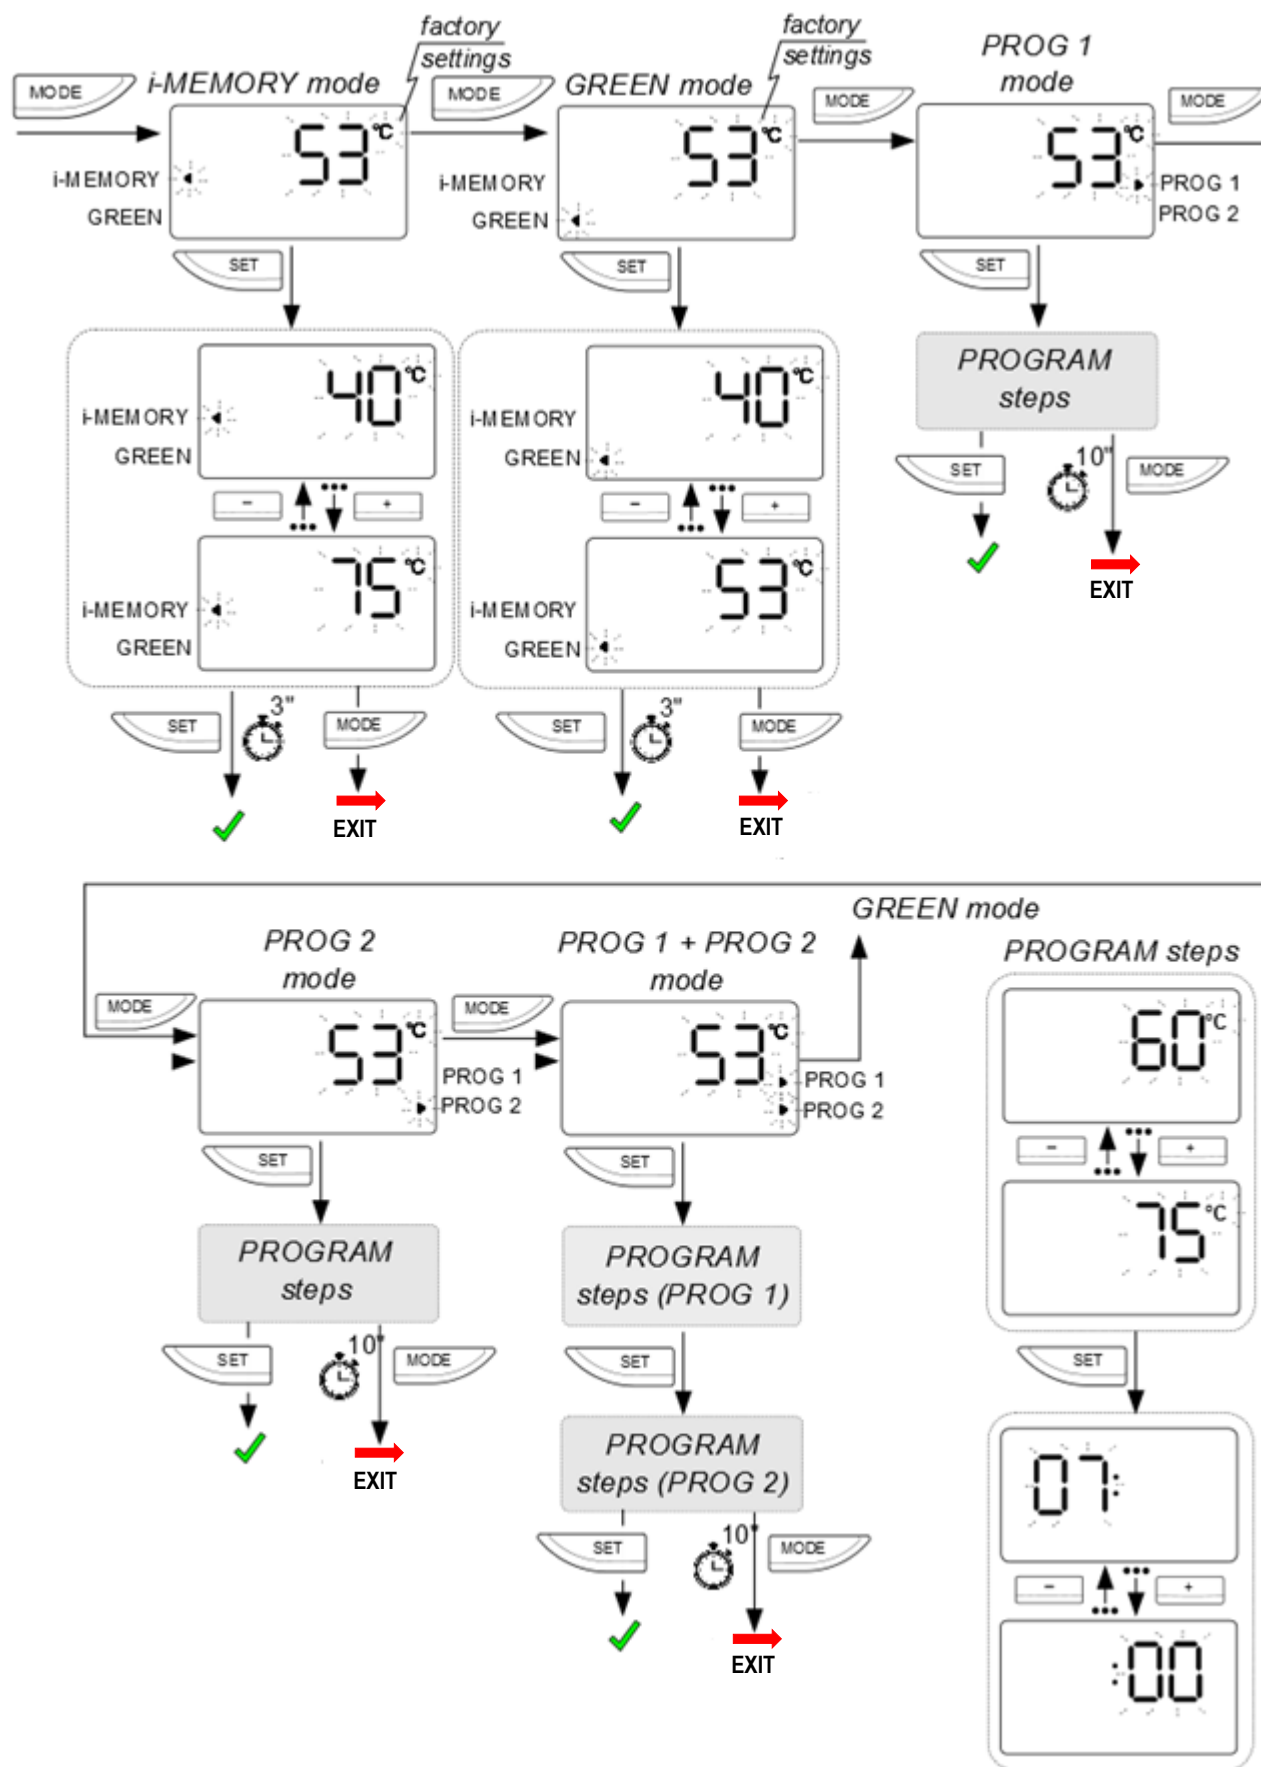 factory
settings
factory
settings
PROG 1
mode
MODE
i-MEMORY mode
MODE
GREEN mode
MODE
MODE
53 °C
i-MEMORY
GREEN
53 °C
i-MEMORY
GREEN
53 °C
PROG 1
PROG 2
SET
SET
SET
40 °C
i-MEMORY
GREEN
40 °C
i-MEMORY
GREEN
PROGRAM
steps
- +
- +
SET
10"
MODE
EXIT
75 °C
i-MEMORY
GREEN
53 °C
i-MEMORY
GREEN
SET
3"
MODE
EXIT
SET
3"
MODE
EXIT
GREEN mode
PROG 2
mode
PROG 1 + PROG 2
mode
PROGRAM steps
MODE
53 °C
PROG 1
PROG 2
MODE
53 °C
PROG 1
PROG 2
60 °C
- +
75 °C
SET
SET
PROGRAM
steps
PROGRAM
steps (PROG 1)
SET
10"
MODE
EXIT
SET
SET
PROGRAM
steps (PROG 2)
07:
SET
10"
MODE
EXIT
- +
:00